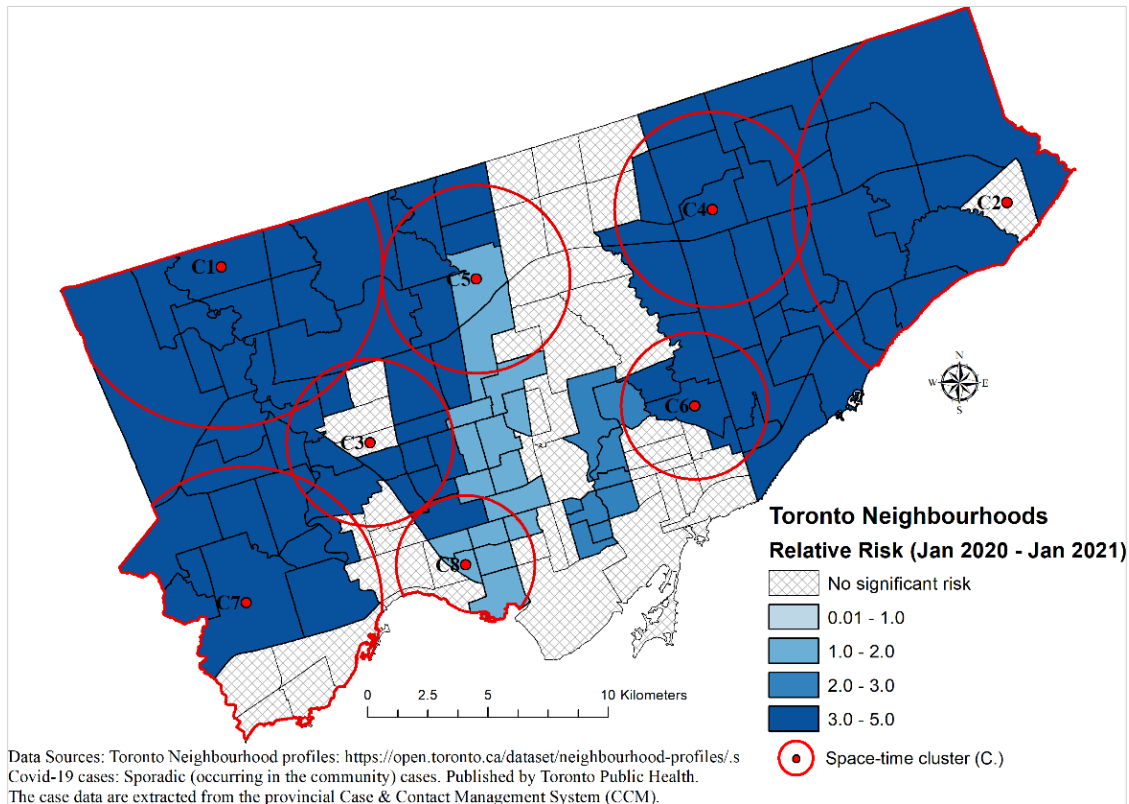 C1
C2
C3
C4
C5
C6
C7
C8
N
W E
S
Toronto Neighbourhoods
Relative Risk (Jan 2020 - Jan 2021)
No significant risk
0.01 - 1.0
1.0 - 2.0
2.0 - 3.0
3.0 - 5.0
Space-time cluster (C.)
0 2.5 5 10 Kilometers
Data Sources: Toronto Neighbourhood profiles: https://open.toronto.ca/dataset/neighbourhood-profiles/.s
Covid-19 cases: Sporadic (occurring in the community) cases. Published by Toronto Public Health.
The case data are extracted from the provincial Case & Contact Management System (CCM).